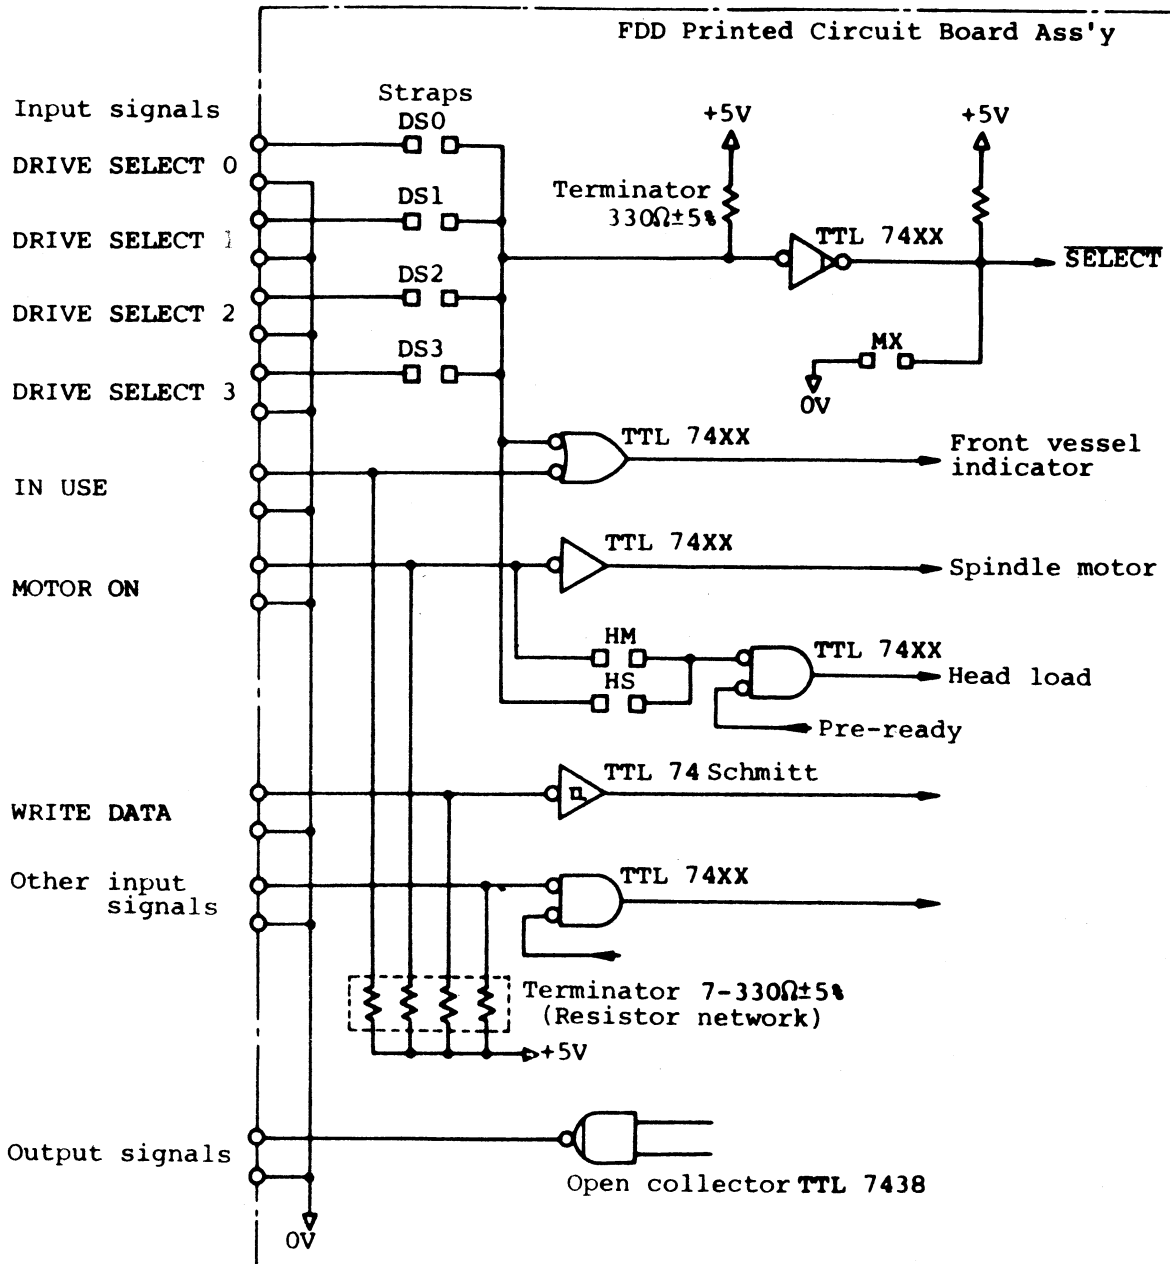 FDD Printed Circuit Board Ass'y
Straps
Input signals
DS0
+5V
+5V
DRIVE SELECT 0
DS1
Terminator
330Ω±5%
TTL 74XX
DRIVE SELECT 1
SELECT
DS2
DRIVE SELECT 2
MX
DS3
0V
DRIVE SELECT 3
TTL 74XX
Front vessel
indicator
IN USE
TTL 74XX
Spindle motor
MOTOR ON
HM
TTL 74XX
HS
Head load
Pre-ready
TTL 74 Schmitt
WRITE DATA
Other input
signals
TTL 74XX
Terminator 7-330Ω±5%
(Resistor network)
+5V
Output signals
Open collector TTL 7438
0V